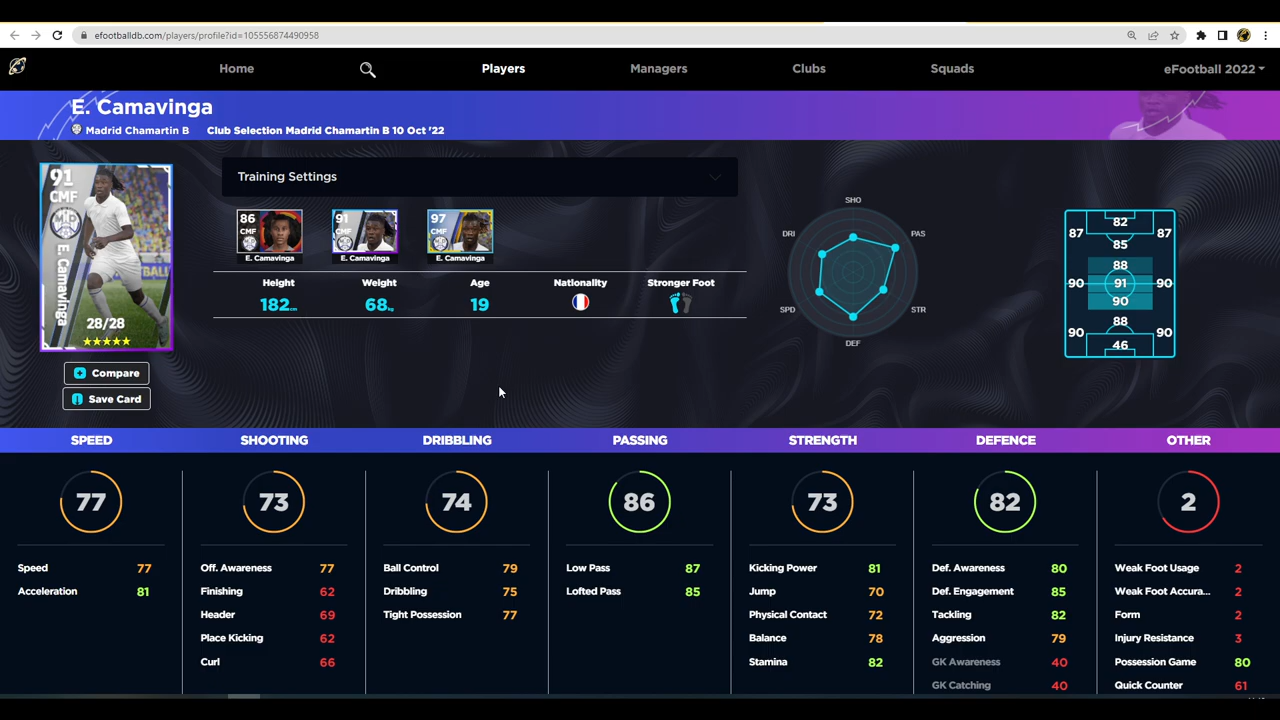 efootballdb.com/players/profile?id=105556874490958
Home
Players
Managers
Clubs
Squads
eFootball 2022
E. Camavinga
Madrid Chamartin B
Club Selection Madrid Chamartin B 10 Oct '22
91
CMF
E. Camavinga
28/28
Compare
Save Card
Training Settings
86
CMF
E. Camavinga
91
CMF
E. Camavinga
97
CMF
E. Camavinga
Height
182cm
Weight
68kg
Age
19
Nationality
Stronger Foot
SHO
PAS
STR
DEF
SPD
DRI
82
87 85 87
88
90 91 90
90
88
90 90
46
SPEED
77
Speed 77
Acceleration 81
SHOOTING
73
Off. Awareness 77
Finishing 62
Header 69
Place Kicking 62
Curl 66
DRIBBLING
74
Ball Control 79
Dribbling 75
Tight Possession 77
PASSING
86
Low Pass 87
Lofted Pass 85
STRENGTH
73
Kicking Power 81
Jump 70
Physical Contact 72
Balance 78
Stamina 82
DEFENCE
82
Def. Awareness 80
Def. Engagement 85
Tackling 82
Aggression 79
GK Awareness 40
GK Catching 40
OTHER
2
Weak Foot Usage 2
Weak Foot Accura... 2
Form 2
Injury Resistance 3
Possession Game 80
Quick Counter 61